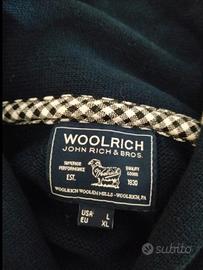 WOOLRICH
JOHN RICH & BROS.
SUPERIOR
PERFORMANCE
QUALITY
GOODS
Woolrich
EST.
1830
WOOLRICH WOOLEN MILLS - WOOLRICH, PA
USA L
EU XL
subito